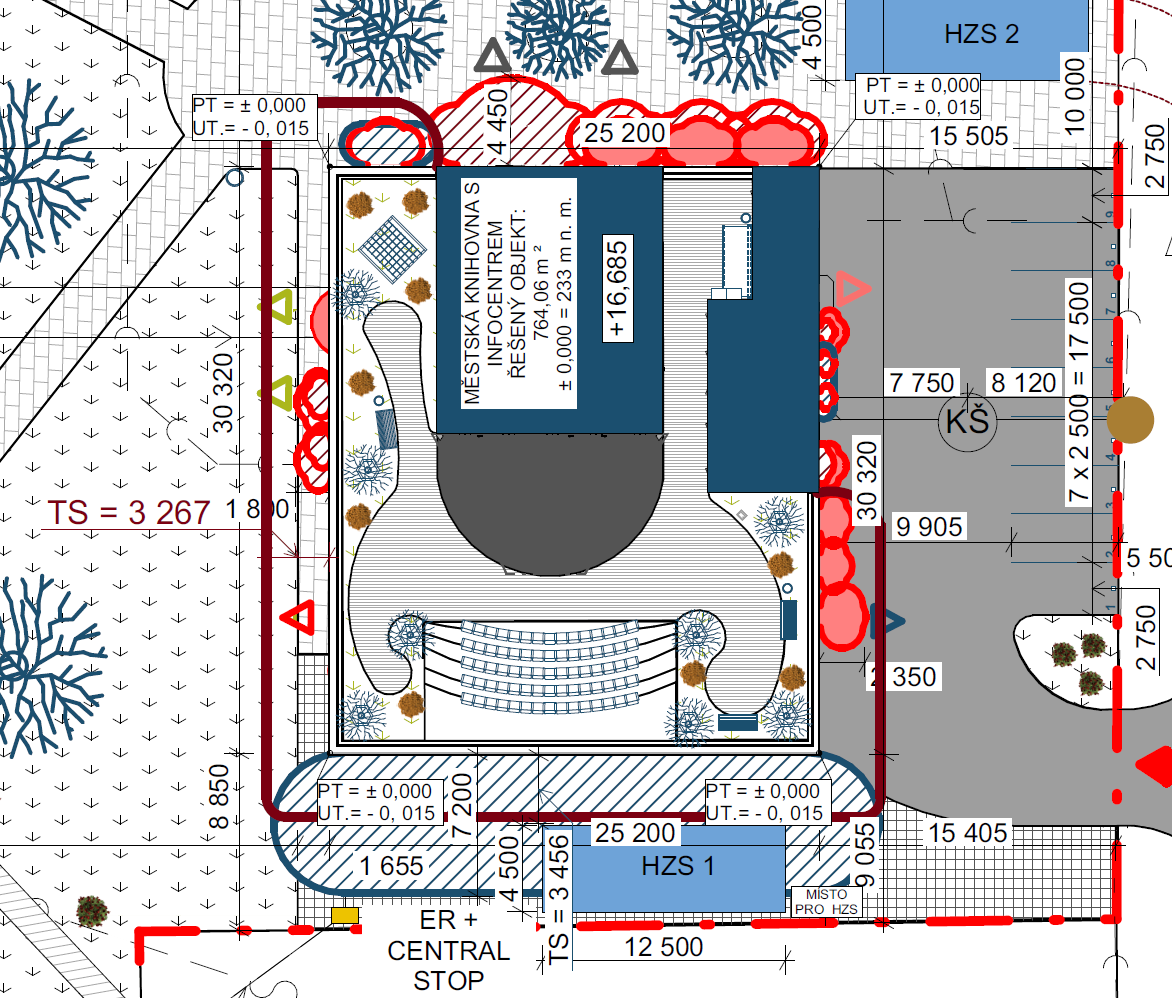 4 500
HZS 2
PT = ± 0,000
UT.= - 0, 015
4 450
25 200
PT = ± 0,000
UT.= - 0, 015
15 505
10 000
2 750
MĚSTSKÁ KNIHOVNA S
INFOCENTREM
ŘEŠENÝ OBJEKT:
764,06 m ²
± 0,000 = 233 m n. m.
+16,685
30 320
7 750
8 120
KŠ
7 x 2 500 = 17 500
9
8
7
5
4
3
2
1
TS = 3 267
30 320
9 905
2 750
8 850
PT = ± 0,000
UT.= - 0, 015
7 200
PT = ± 0,000
UT.= - 0, 015
25 200
15 405
1 655
4 500
TS = 3 456
HZS 1
9 055
MÍSTO
PRO HZS
ER +
CENTRAL
STOP
12 500